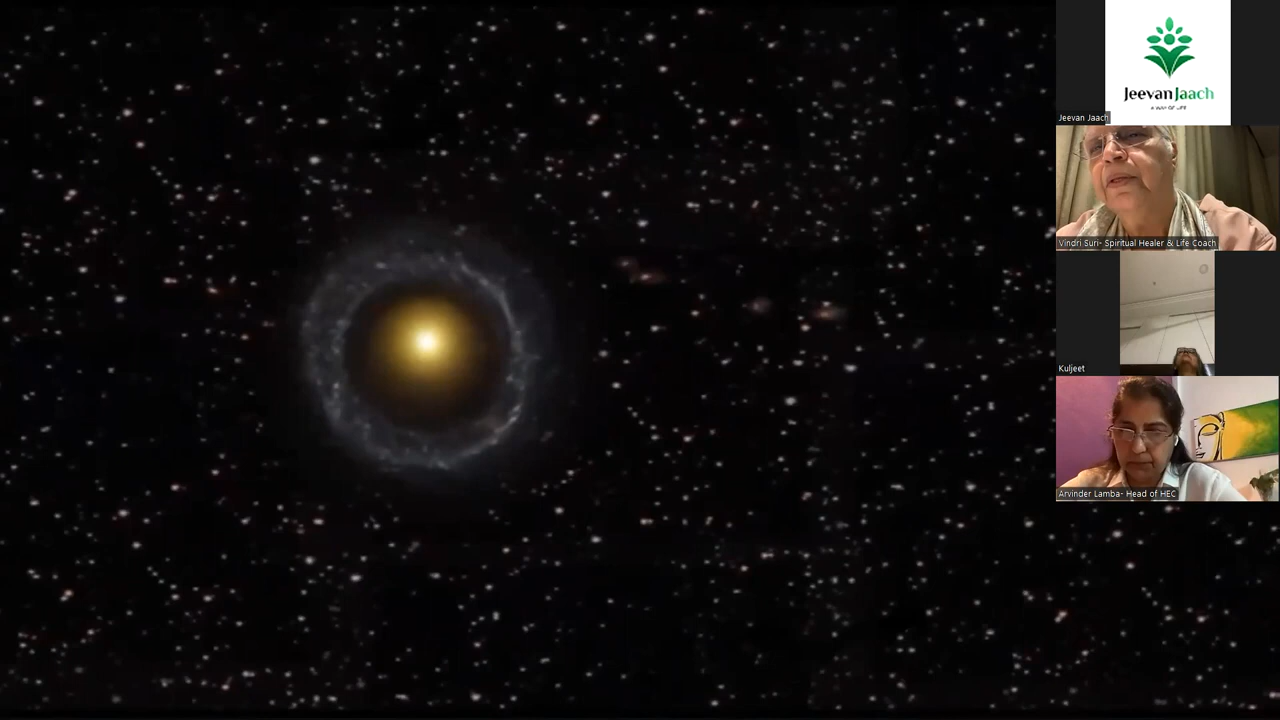 JeevanJaach
A WAY OF LIFE
Jeevan Jaach
Vindri Suri- Spiritual Healer & Life Coach
Kuljeet
Arvinder Lamba- Head of HEC